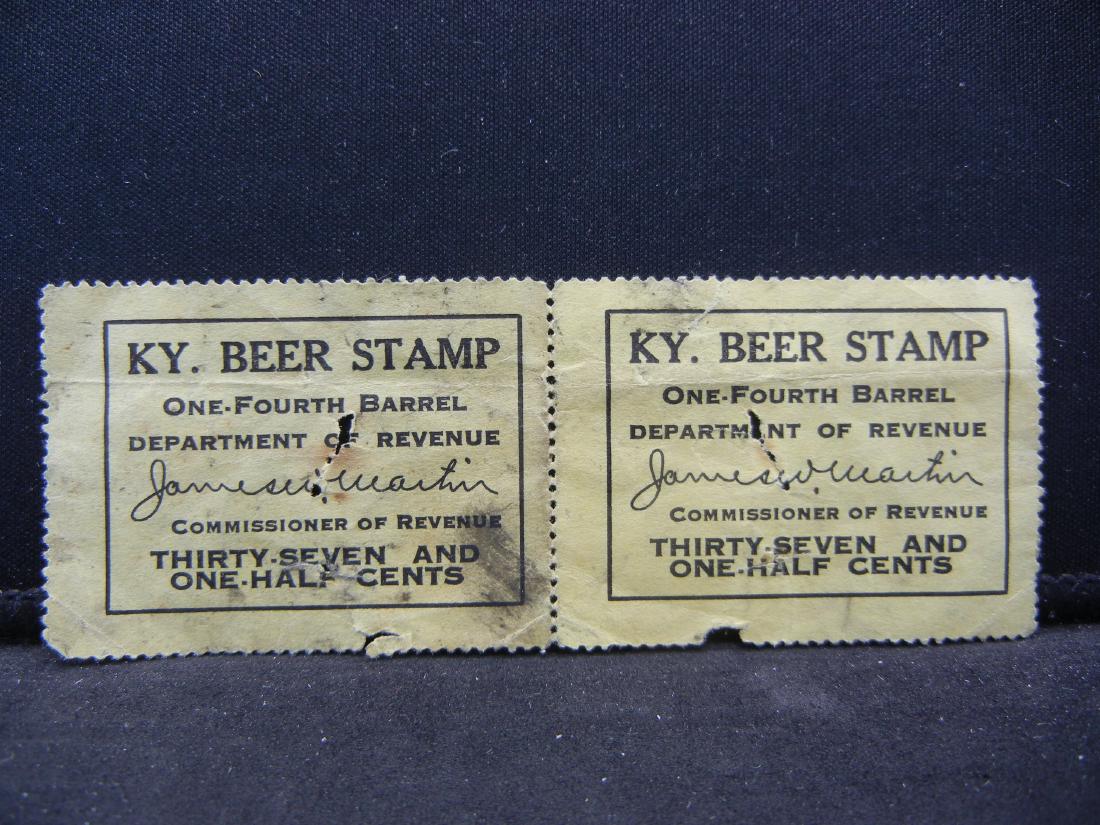 KY. BEER STAMP
ONE-FOURTH BARREL
DEPARTMENT OF REVENUE
James W. Martin
COMMISSIONER OF REVENUE
THIRTY-SEVEN AND
ONE-HALF CENTS
KY. BEER STAMP
ONE-FOURTH BARREL
DEPARTMENT OF REVENUE
James W. Martin
COMMISSIONER OF REVENUE
THIRTY-SEVEN AND
ONE-HALF CENTS